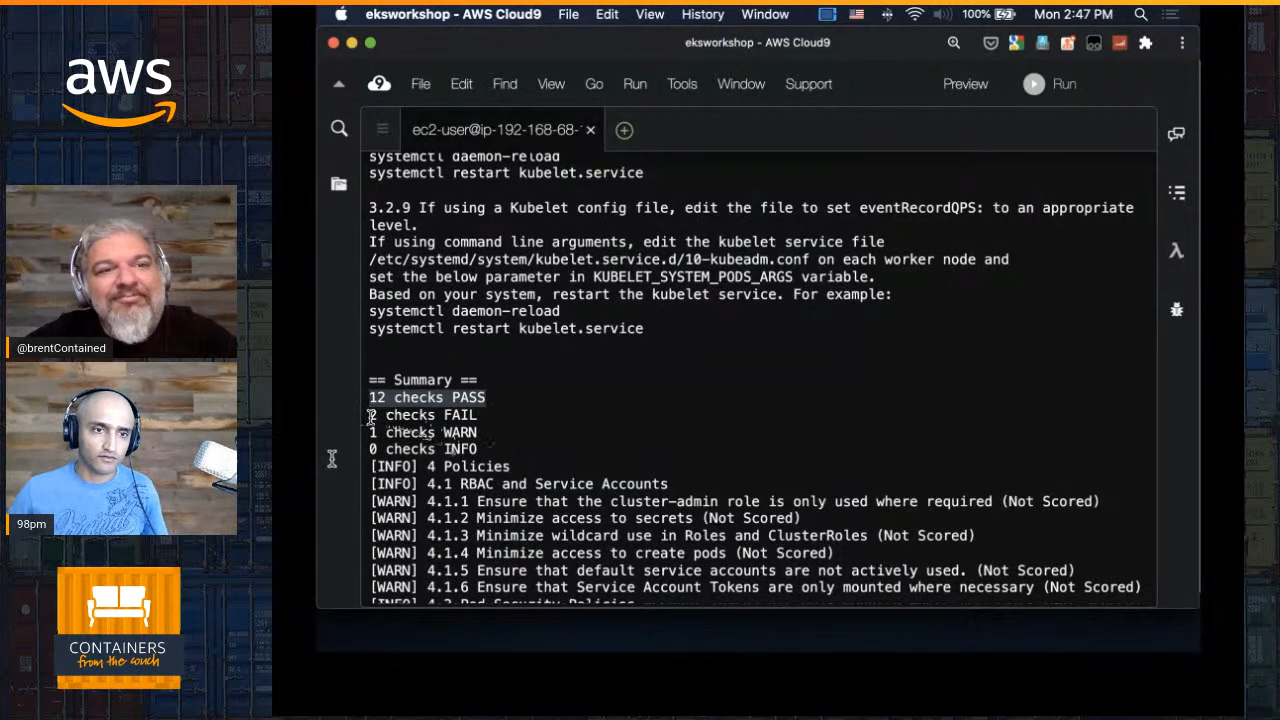 aws
@brentContained
98pm
CONTAINERS
from the couch
eksworkshop - AWS Cloud9 File Edit View History Window 100% Mon 2:47 PM
eksworkshop - AWS Cloud9
File Edit Find View Go Run Tools Window Support Preview Run
ec2-user@ip-192-168-68-
systemctl daemon-reload
systemctl restart kubelet.service
3.2.9 If using a Kubelet config file, edit the file to set eventRecordQPS: to an appropriate
level.
If using command line arguments, edit the kubelet service file
/etc/systemd/system/kubelet.service.d/10-kubeadm.conf on each worker node and
set the below parameter in KUBELET_SYSTEM_PODS_ARGS variable.
Based on your system, restart the kubelet service. For example:
systemctl daemon-reload
systemctl restart kubelet.service
== Summary ==
12 checks PASS
checks FAIL
1 checks WARN
0 checks INFO
[INFO] 4 Policies
[INFO] 4.1 RBAC and Service Accounts
[WARN] 4.1.1 Ensure that the cluster-admin role is only used where required (Not Scored)
[WARN] 4.1.2 Minimize access to secrets (Not Scored)
[WARN] 4.1.3 Minimize wildcard use in Roles and ClusterRoles (Not Scored)
[WARN] 4.1.4 Minimize access to create pods (Not Scored)
[WARN] 4.1.5 Ensure that default service accounts are not actively used. (Not Scored)
[WARN] 4.1.6 Ensure that Service Account Tokens are only mounted where necessary (Not Scored)
[INFO] 4.2 Pod Security Policies